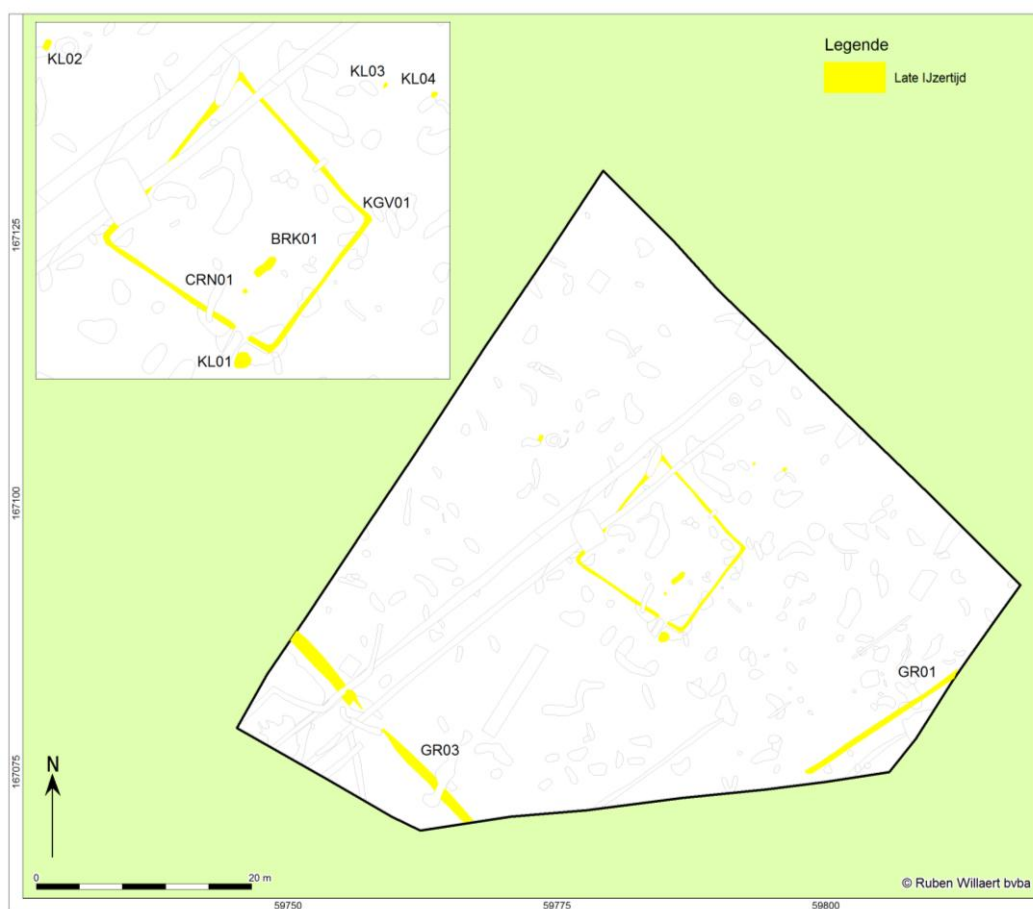 KL02
KL03
KL04
KGV01
BRK01
CRN01
KL01
Legende
Late IJzertijd
167125
167100
167075
GR01
GR03
N
0
20 m
© Ruben Willaert bvba
59750
59775
59800